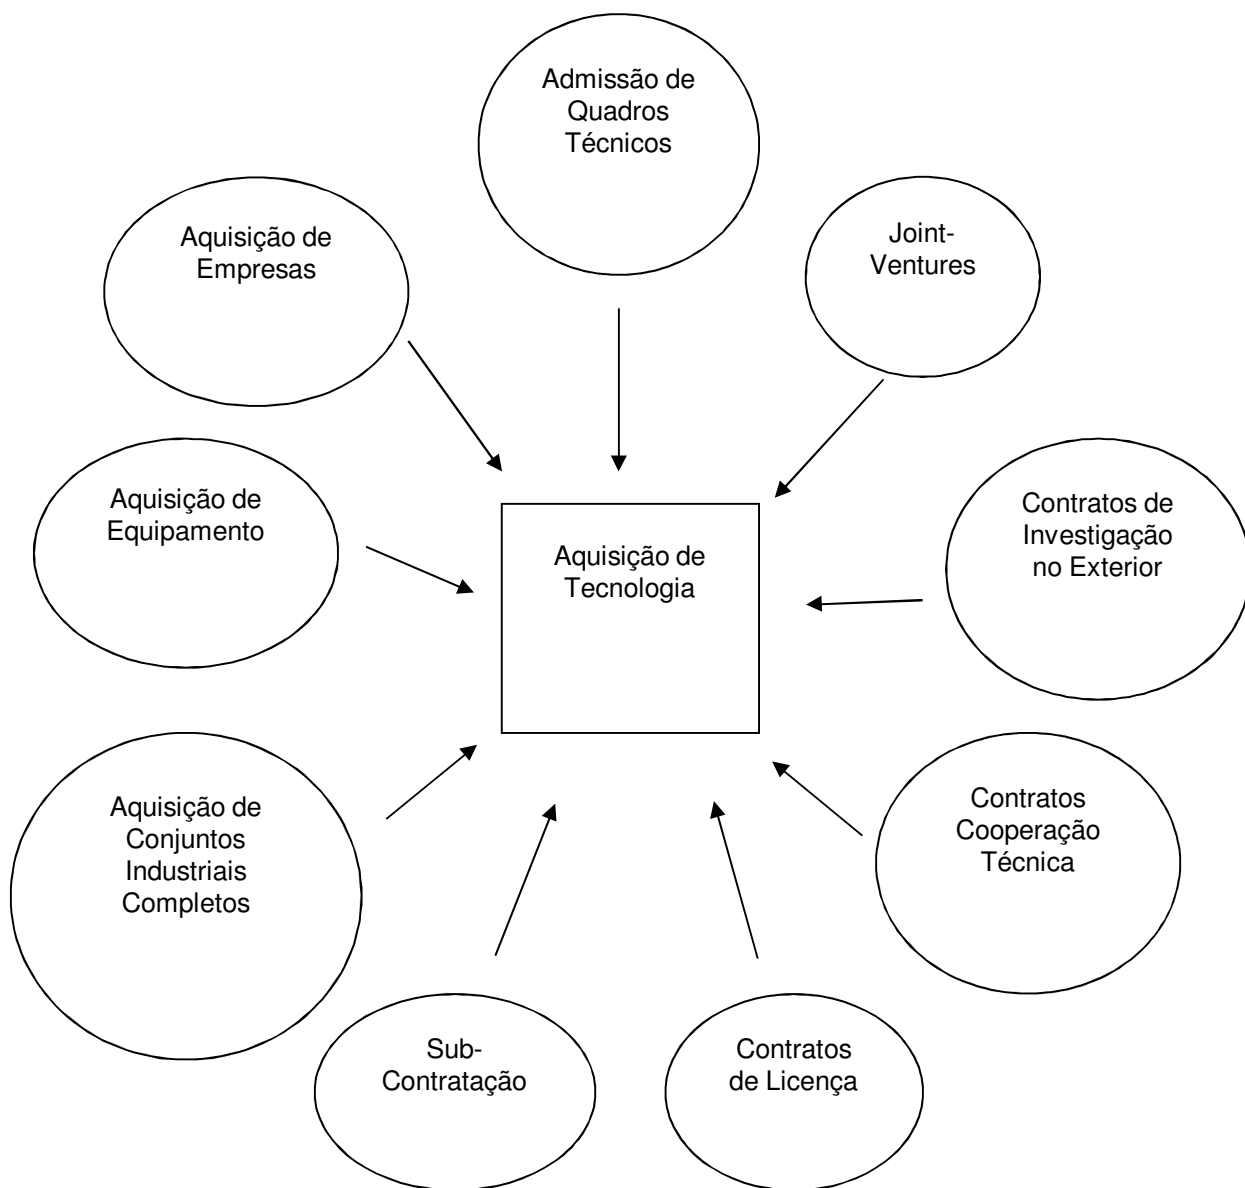 Admissão de
Quadros
Técnicos
Aquisição de
Empresas
Joint-
Ventures
Aquisição de
Equipamento
Contratos de
Investigação
no Exterior
Aquisição de
Tecnologia
Aquisição de
Conjuntos
Industriais
Completos
Contratos
Cooperação
Técnica
Sub-
Contratação
Contratos
de Licença